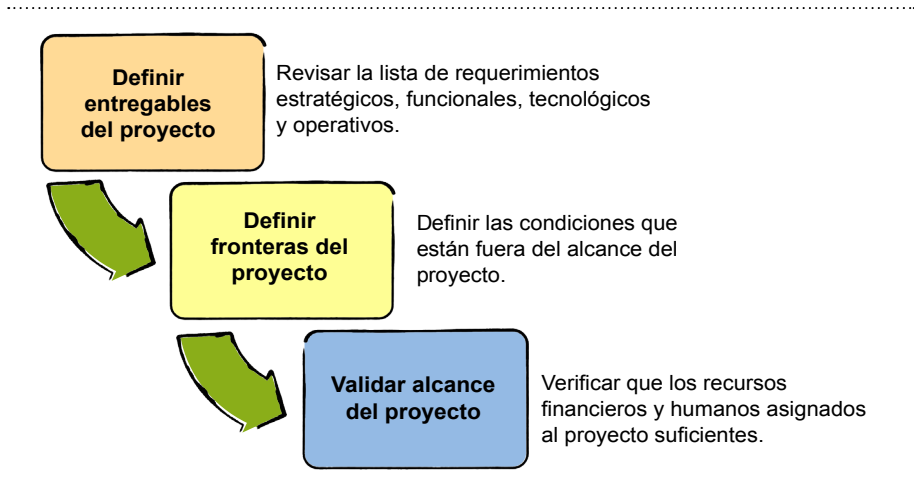 Definir
entregables
del proyecto
Revisar la lista de requerimientos
estratégicos, funcionales, tecnológicos
y operativos.
Definir
fronteras del
proyecto
Definir las condiciones que
están fuera del alcance del
proyecto.
Validar alcance
del proyecto
Verificar que los recursos
financieros y humanos asignados
al proyecto suficientes.